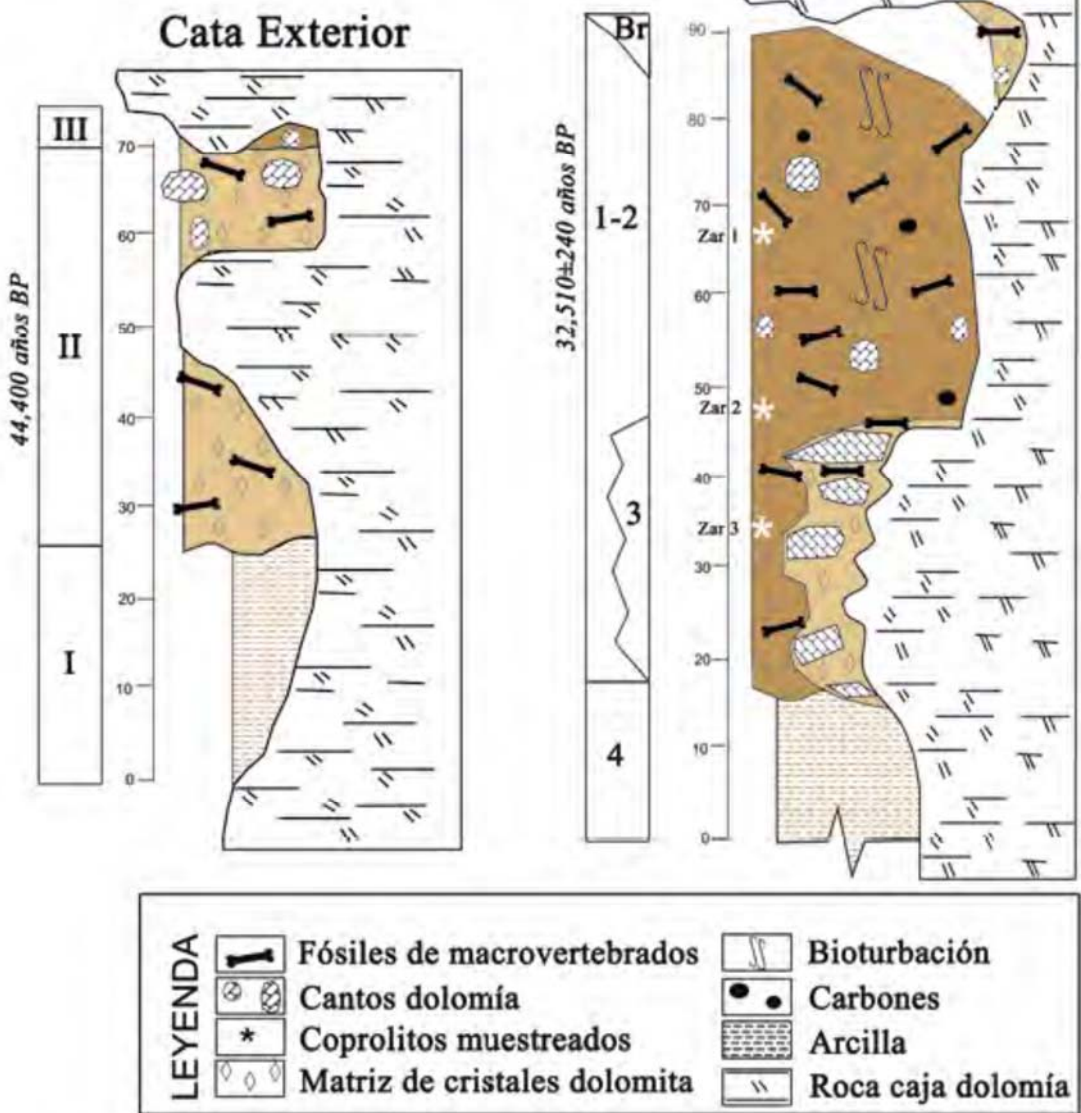 Cata Exterior
44,400 años BP
III
II
I
70
60
50
40
30
20
10
0
32,510±240 años BP
Br
1-2
3
4
90
80
70
60
50
40
30
20
10
0
Zar 1
Zar 2
Zar 3
LEYENDA
Fósiles de macrovertebrados
Cantos dolomía
Coprolitos muestreados
Matriz de cristales dolomita
Bioturbación
Carbones
Arcilla
Roca caja dolomía